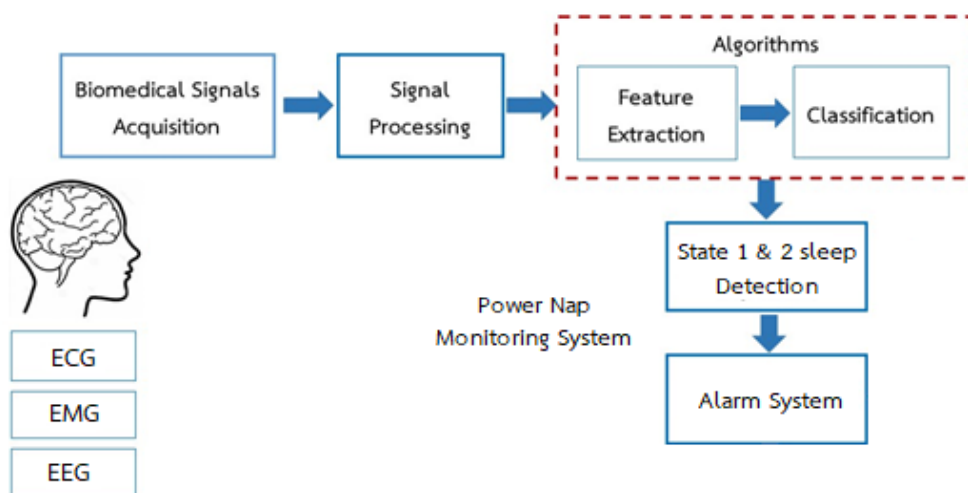 Biomedical Signals
Acquisition
Signal
Processing
Algorithms
Feature
Extraction
Classification
State 1 & 2 sleep
Detection
Power Nap
Monitoring System
Alarm System
ECG
EMG
EEG